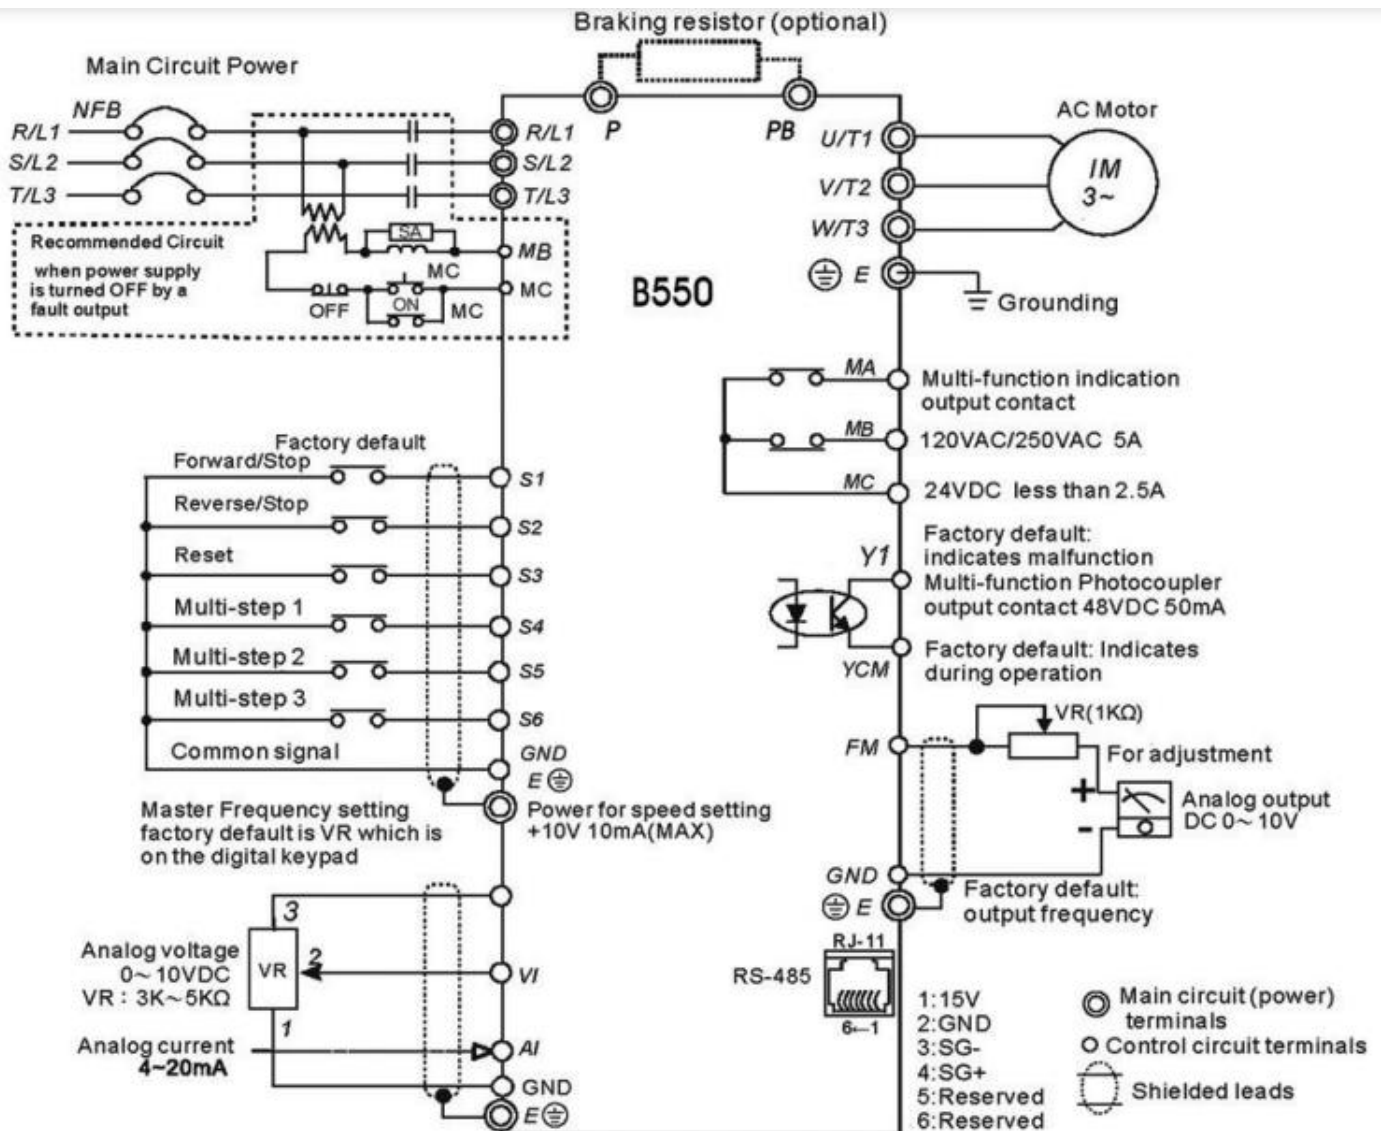 Braking resistor (optional)
Main Circuit Power
NFB
R/L1
S/L2
T/L3
R/L1
S/L2
T/L3
P
PB
U/T1
V/T2
W/T3
E
AC Motor
IM
3~
Grounding
Recommended Circuit
when power supply
is turned OFF by a
fault output
SA
MB
MC
MC
OFF
ON
MC
B550
MA
Multi-function indication
output contact
MB
120VAC/250VAC 5A
MC
24VDC less than 2.5A
Factory default
Forward/Stop
S1
Reverse/Stop
S2
Reset
S3
Multi-step 1
S4
Multi-step 2
S5
Multi-step 3
S6
Common signal
GND
E
Factory default:
indicates malfunction
Y1
Multi-function Photocoupler
output contact 48VDC 50mA
YCM
Factory default: Indicates
during operation
Master Frequency setting
factory default is VR which is
on the digital keypad
Power for speed setting
+10V 10mA(MAX)
FM
VR(1KΩ)
For adjustment
+
-
Analog output
DC 0~10V
GND
E
Factory default:
output frequency
3
Analog voltage
0~10VDC
VR : 3K~5KΩ
VR
2
VI
1
Analog current
4~20mA
AI
GND
E
RJ-11
RS-485
6←1
1:15V
2:GND
3:SG-
4:SG+
5:Reserved
6:Reserved
Main circuit (power)
terminals
Control circuit terminals
Shielded leads